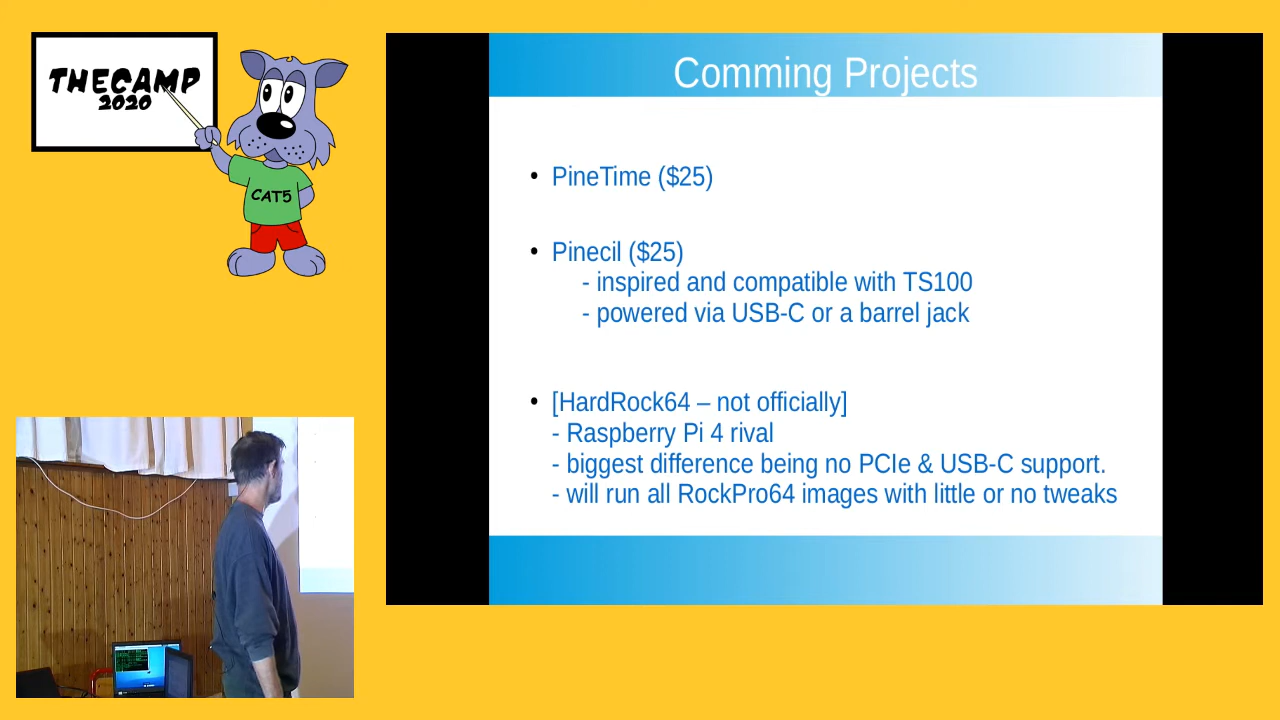 THECAMP
2020
CAT5
Comming Projects
• PineTime ($25)
• Pinecil ($25)
- inspired and compatible with TS100
- powered via USB-C or a barrel jack
• [HardRock64 – not officially]
- Raspberry Pi 4 rival
- biggest difference being no PCIe & USB-C support.
- will run all RockPro64 images with little or no tweaks